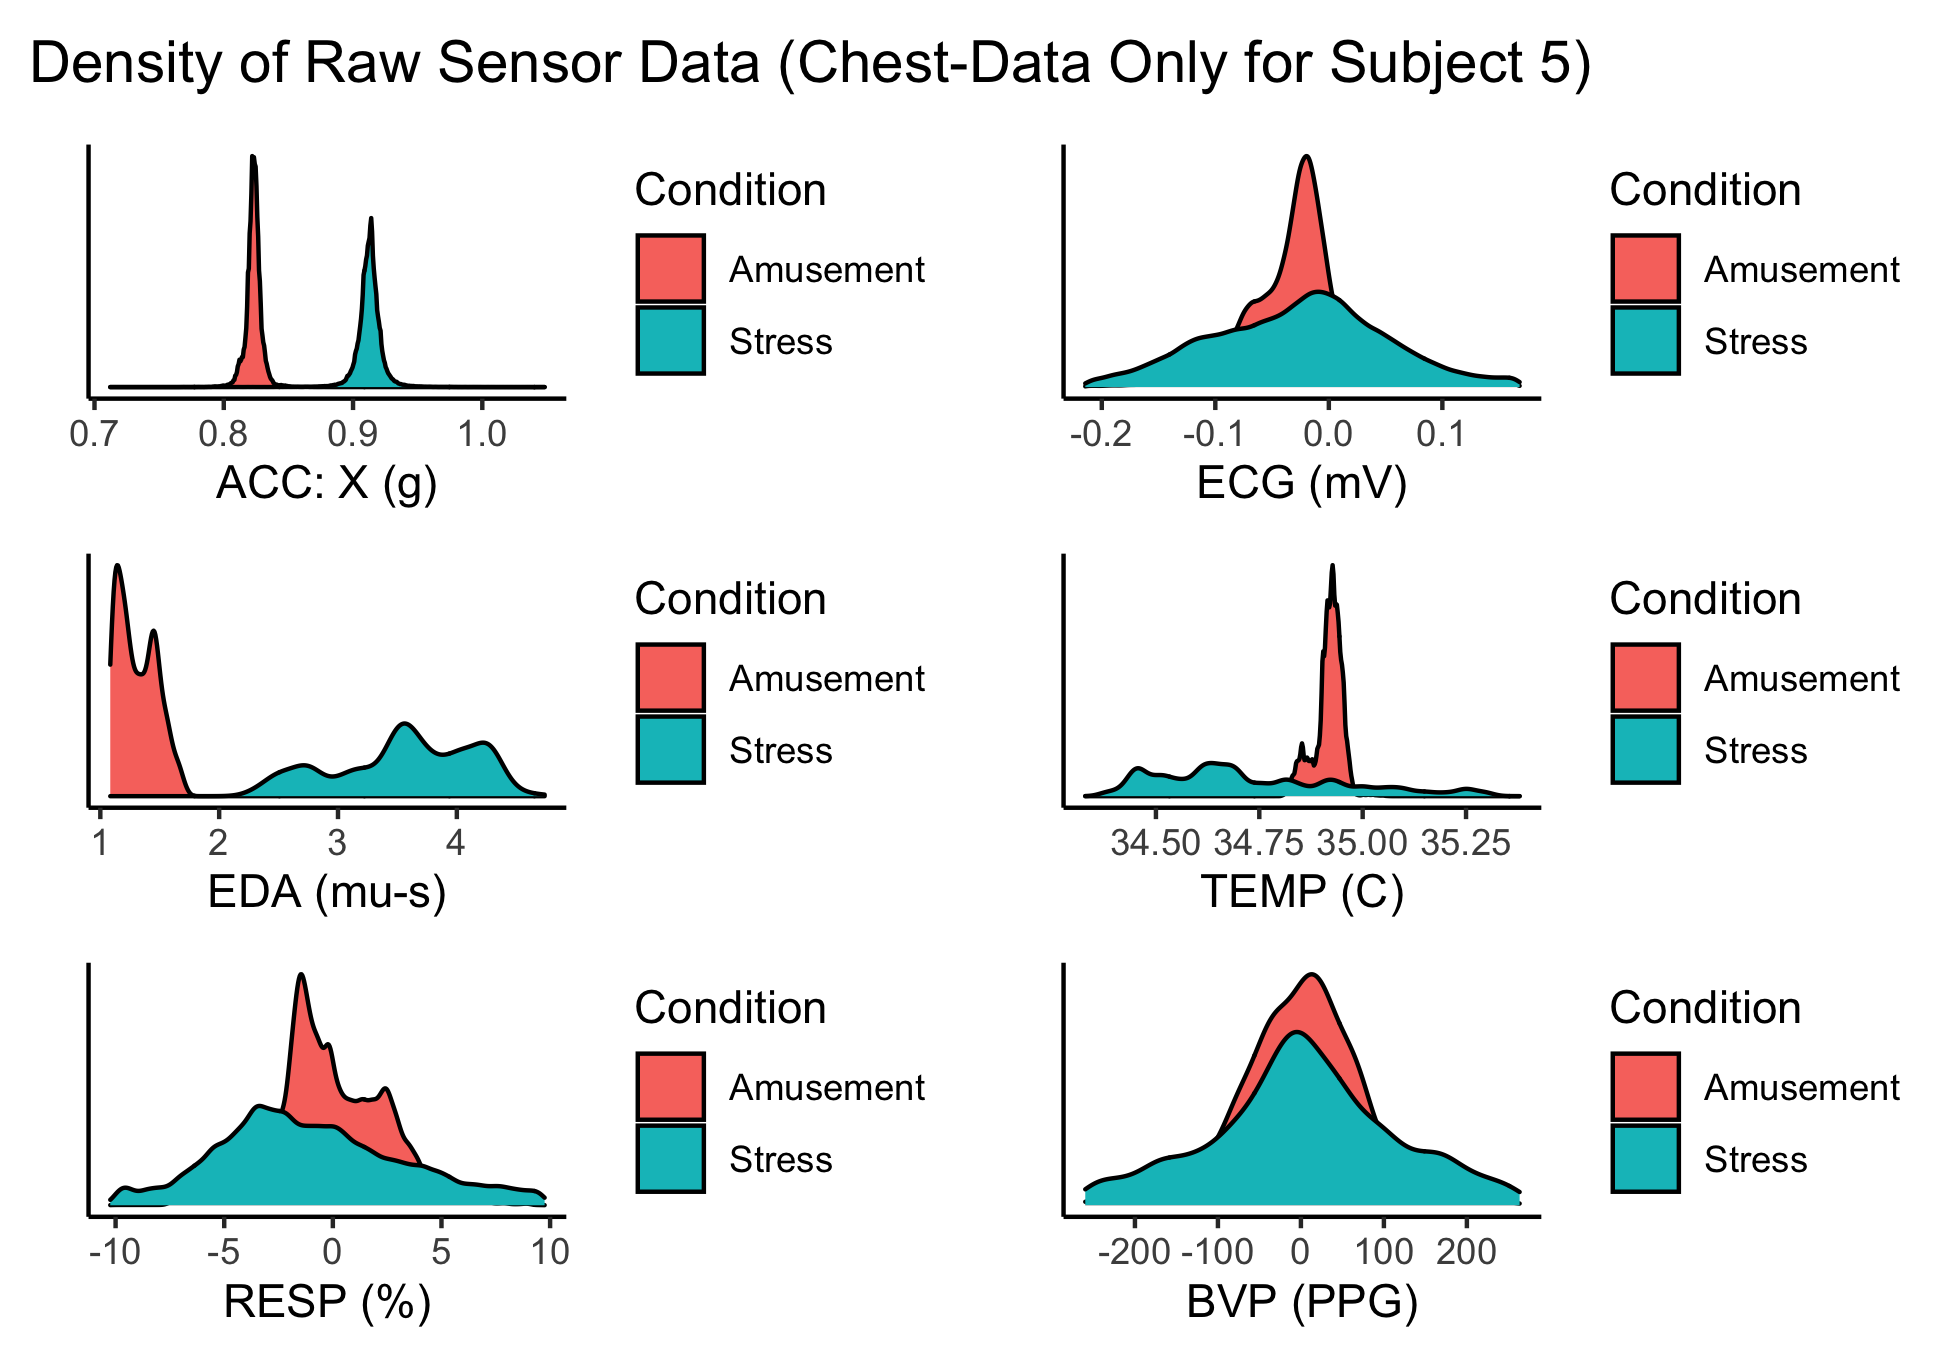 Density of Raw Sensor Data (Chest-Data Only for Subject 5)
Condition
Amusement
Stress
0.7 0.8 0.9 1.0
ACC: X (g)
Condition
Amusement
Stress
-0.2 -0.1 0.0 0.1
ECG (mV)
Condition
Amusement
Stress
1 2 3 4
EDA (mu-s)
Condition
Amusement
Stress
34.50 34.75 35.00 35.25
TEMP (C)
Condition
Amusement
Stress
-10 -5 0 5 10
RESP (%)
Condition
Amusement
Stress
-200 -100 0 100 200
BVP (PPG)